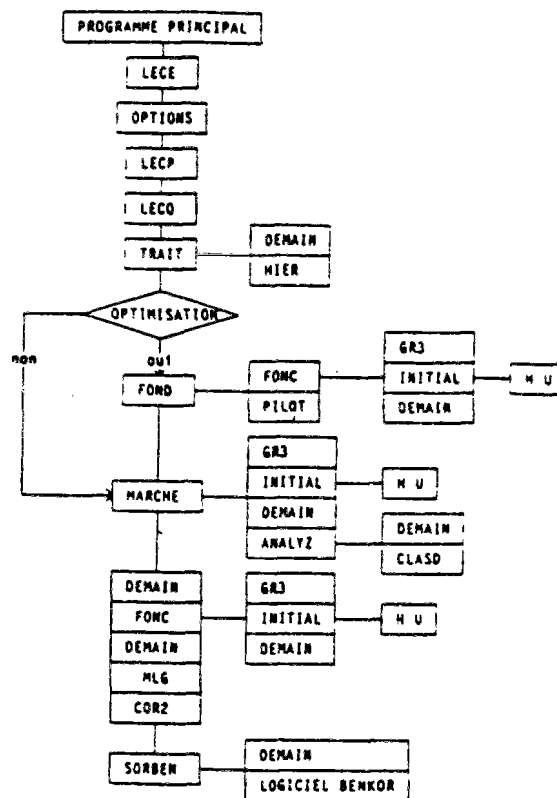 PROGRAMME PRINCIPAL
LECE
OPTIONS
LECP
LECQ
TRAIT
DEMAIN
HIER
OPTIMISATION
non
oui
FOND
FONC
PILOT
GR3
INITIAL
DEMAIN
H U
MARCHE
GR3
INITIAL
DEMAIN
ANALYZ
H U
DEMAIN
CLASD
DEMAIN
FONC
DEMAIN
MLG
COR2
GR3
INITIAL
DEMAIN
H U
SORBEN
DEMAIN
LOGICIEL BENKOR